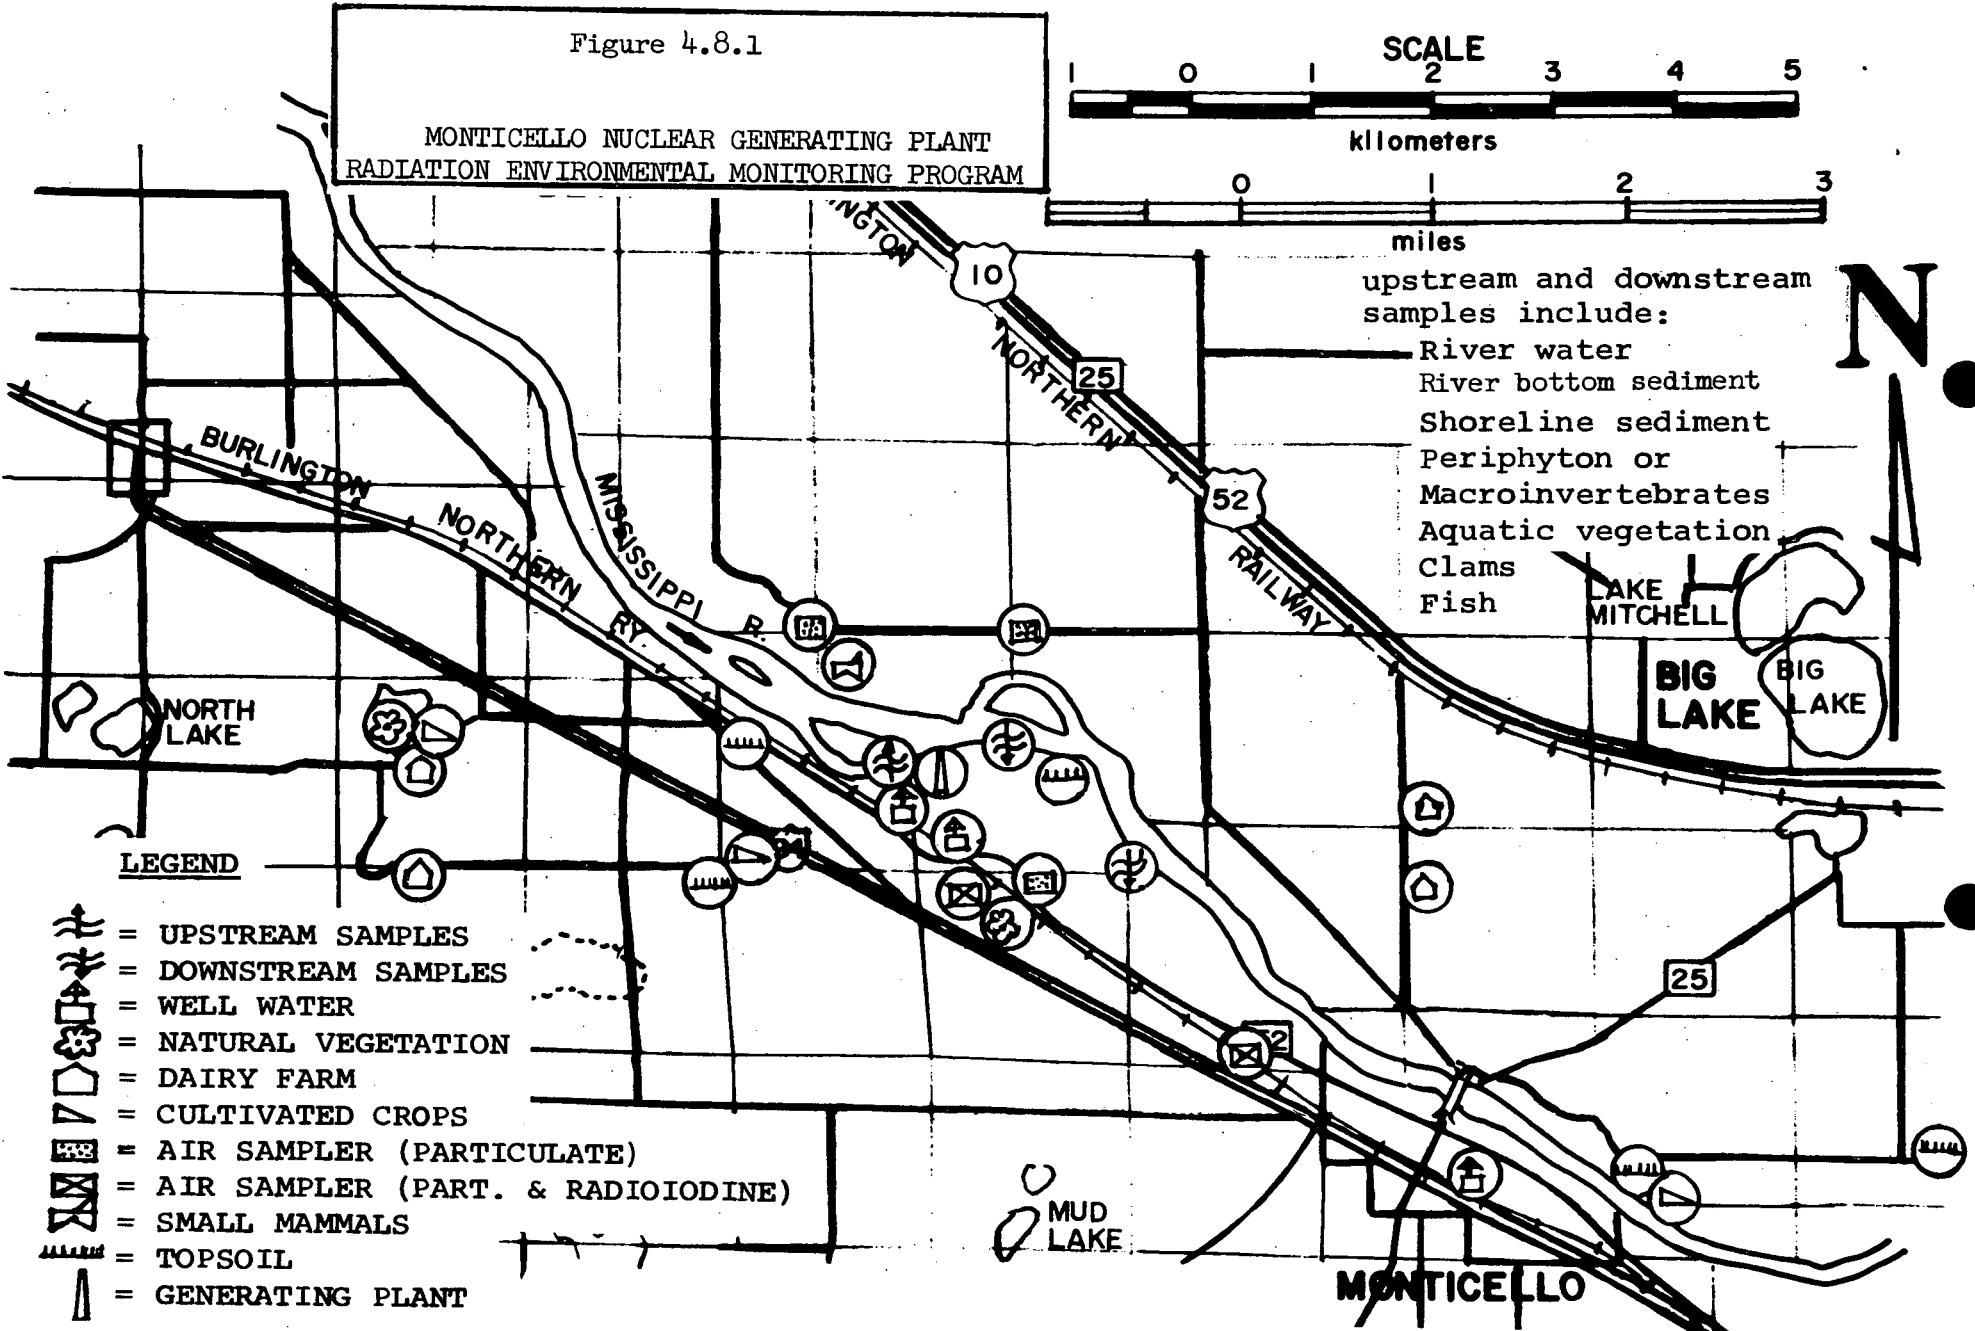 Figure 4.8.1
MONTICELLO NUCLEAR GENERATING PLANT
RADIATION ENVIRONMENTAL MONITORING PROGRAM
SCALE
1 0 1 2 3 4 5
kilometers
0 1 2 3
miles
upstream and downstream
samples include:
River water
River bottom sediment
Shoreline sediment
Periphyton or
Macroinvertebrates
Aquatic vegetation
Clams
Fish
N
INGTON
NORTHERN
RAILWAY
10
25
52
BURLINGTON
NORTHERN
RY
MISSISSIPPI R.
LAKE
MITCHELL
BIG
LAKE
BIG
LAKE
NORTH
LAKE
94
25
52
MUD
LAKE
MONTICELLO
LEGEND
= UPSTREAM SAMPLES
= DOWNSTREAM SAMPLES
= WELL WATER
= NATURAL VEGETATION
= DAIRY FARM
= CULTIVATED CROPS
= AIR SAMPLER (PARTICULATE)
= AIR SAMPLER (PART. & RADIOIODINE)
= SMALL MAMMALS
= TOPSOIL
= GENERATING PLANT